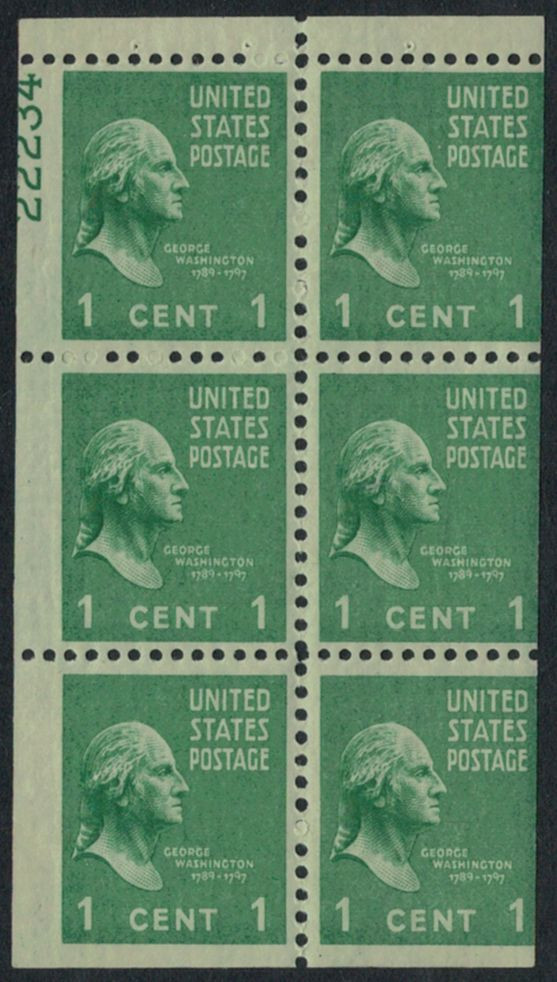 22234
UNITED
STATES
POSTAGE
GEORGE
WASHINGTON
1789-1797
1 CENT 1
UNITED
STATES
POSTAGE
GEORGE
WASHINGTON
1789-1797
1 CENT 1
UNITED
STATES
POSTAGE
GEORGE
WASHINGTON
1789-1797
1 CENT 1
UNITED
STATES
POSTAGE
GEORGE
WASHINGTON
1789-1797
1 CENT 1
UNITED
STATES
POSTAGE
GEORGE
WASHINGTON
1789-1797
1 CENT 1
UNITED
STATES
POSTAGE
GEORGE
WASHINGTON
1789-1797
1 CENT 1